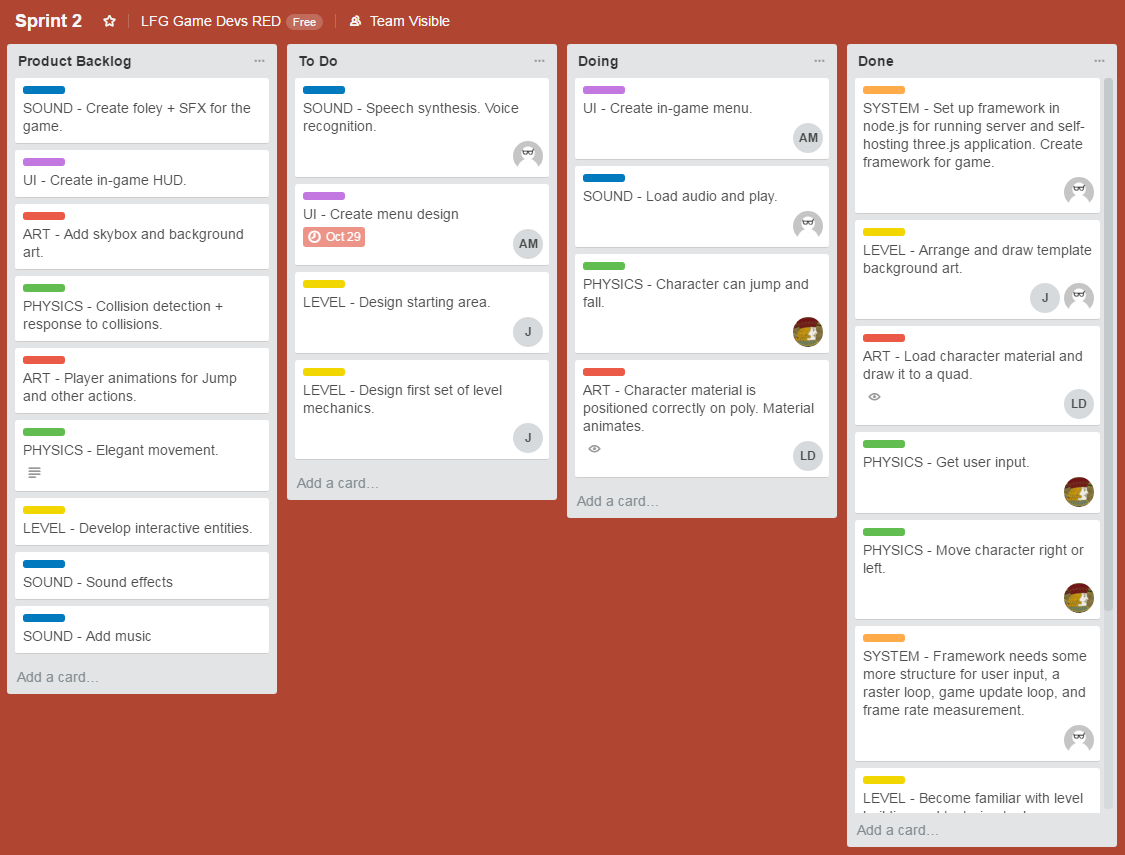 Sprint 2 LFG Game Devs RED Free Team Visible
Product Backlog
SOUND - Create foley + SFX for the
game.
UI - Create in-game HUD.
ART - Add skybox and background
art.
PHYSICS - Collision detection +
response to collisions.
ART - Player animations for Jump
and other actions.
PHYSICS - Elegant movement.
LEVEL - Develop interactive entities.
SOUND - Sound effects
SOUND - Add music
Add a card...
To Do
SOUND - Speech synthesis. Voice
recognition.
UI - Create menu design
Oct 29
AM
LEVEL - Design starting area.
J
LEVEL - Design first set of level
mechanics.
J
Add a card...
Doing
UI - Create in-game menu.
AM
SOUND - Load audio and play.
PHYSICS - Character can jump and
fall.
ART - Character material is
positioned correctly on poly. Material
animates.
LD
Add a card...
Done
SYSTEM - Set up framework in
node.js for running server and self-
hosting three.js application. Create
framework for game.
LEVEL - Arrange and draw template
background art.
J
ART - Load character material and
draw it to a quad.
LD
PHYSICS - Get user input.
PHYSICS - Move character right or
left.
SYSTEM - Framework needs some
more structure for user input, a
raster loop, game update loop, and
frame rate measurement.
LEVEL - Become familiar with level
Add a card...